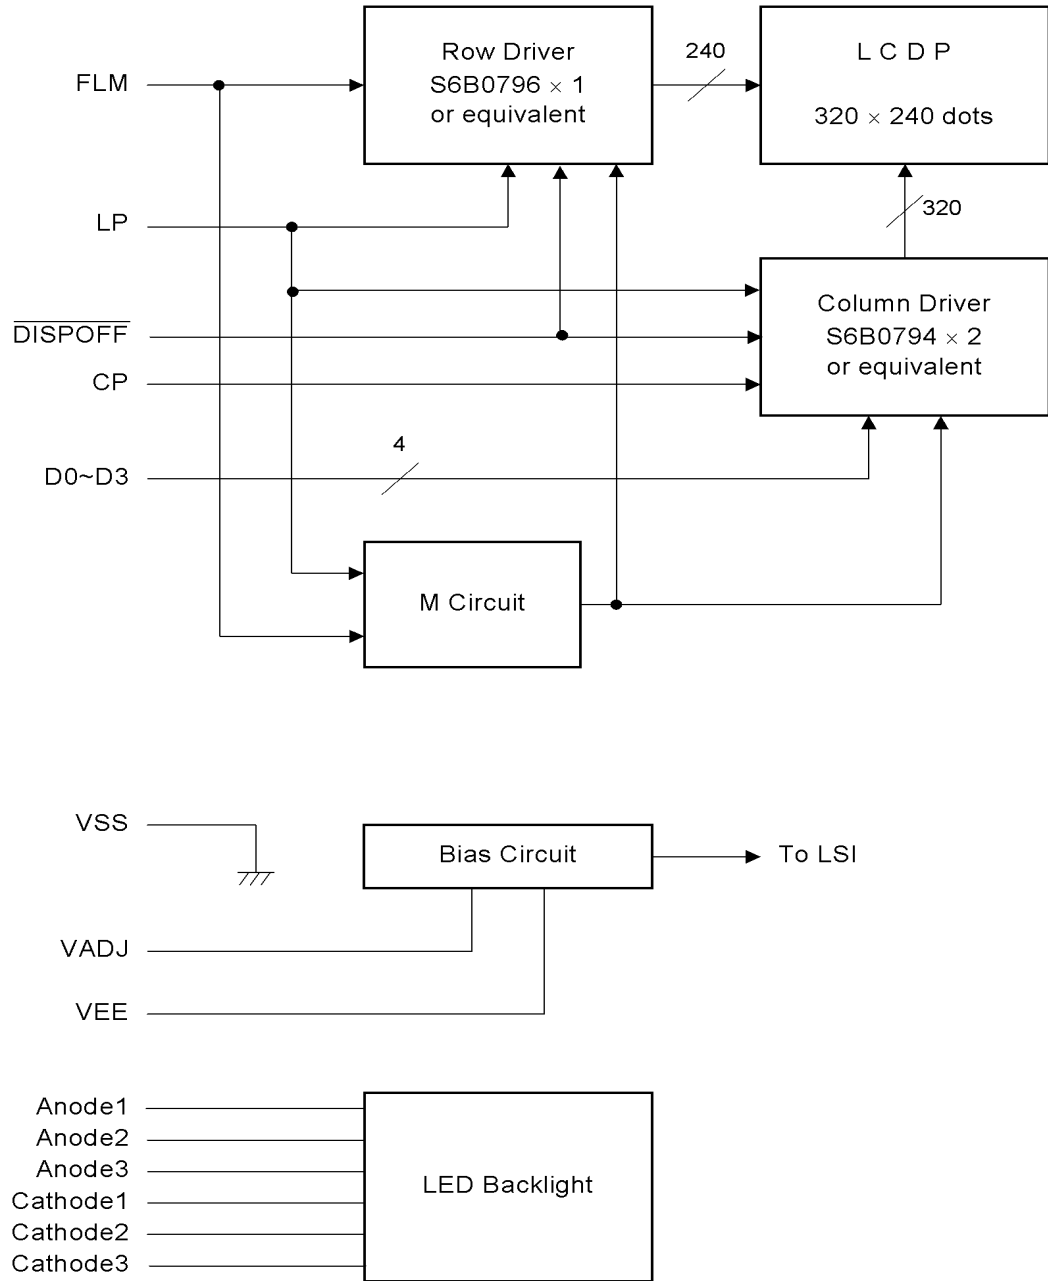 Row Driver
S6B0796 × 1
or equivalent
240
L C D P
320 × 240 dots
FLM
LP
320
Column Driver
S6B0794 × 2
or equivalent
DISPOFF
CP
4
D0~D3
M Circuit
VSS
Bias Circuit
To LSI
VADJ
VEE
Anode1
Anode2
Anode3
Cathode1
Cathode2
Cathode3
LED Backlight